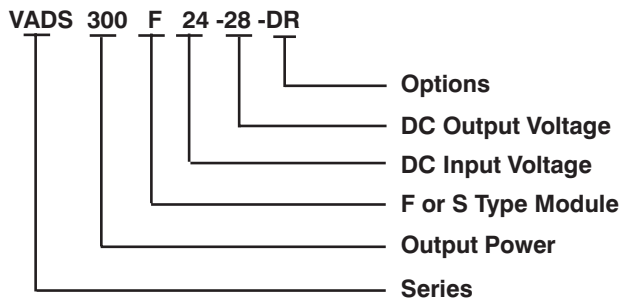 VADS 300 F 24 -28 -DR
Options
DC Output Voltage
DC Input Voltage
F or S Type Module
Output Power
Series